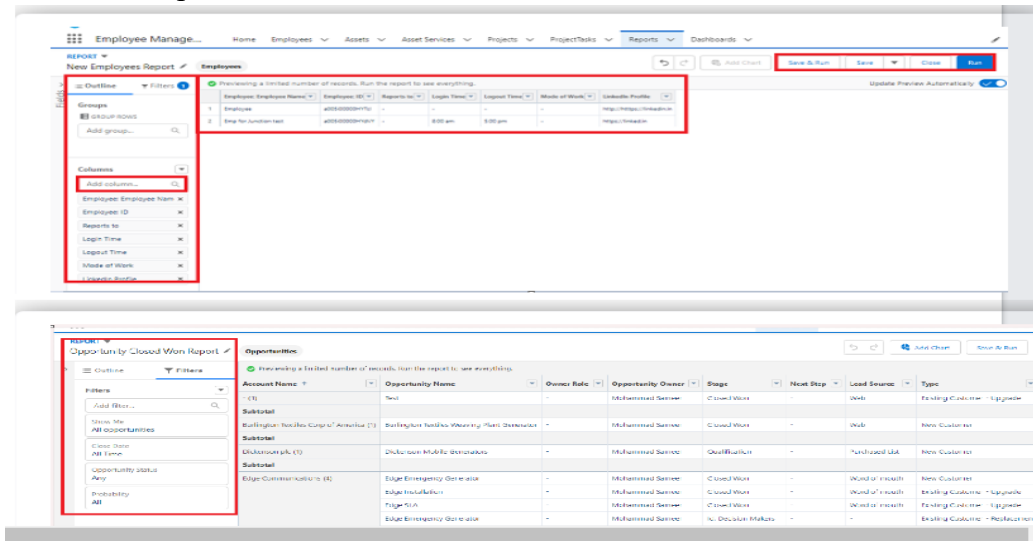 Employee Manage... Home Employees Assets Asset Services Projects ProjectTasks Reports Dashboards
REPORT
New Employees Report Employees Add Chart Save & Run Save Close Run
Outline Filters 1 Previewing a limited number of records. Run the report to see everything. Update Preview Automatically
Fields
Groups Employee: Employee Name Employee: ID Reports to Login Time Logout Time Mode of Work LinkedIn Profile
GROUP ROWS 1 Employee - - - -
Add group... 2 Emp for Junction test - 8:00 am 6:00 pm -
Columns
Add column...
Employee: Employee Nam
Employee: ID
Reports to
Login Time
Logout Time
Mode of Work
LinkedIn Profile
REPORT
Opportunity Closed Won Report Opportunities Add Chart Save & Run
Outline Filters Previewing a limited number of records. Run the report to see everything.
Filters Account Name Opportunity Name Owner Role Opportunity Owner Stage Next Step Lead Source Type
Add filter... - (1) Test - Mohammad Sameer Closed Won - Web Existing Customer - Upgrade
Subtotal
Show Me
All opportunities Burlington Textiles Corp of America (1) Burlington Textiles Weaving Plant Generator - Mohammad Sameer Closed Won - Web New Customer
Subtotal
Close Date
All Time Dickenson plc (1) Dickenson Mobile Generators - Mohammad Sameer Qualification - Purchased List New Customer
Subtotal
Opportunity Status
Any Edge Communications (4) Edge Emergency Generator - Mohammad Sameer Closed Won - Word of mouth New Customer
Probability Edge Installation - Mohammad Sameer Closed Won - Word of mouth Existing Customer - Upgrade
All Edge SLA - Mohammad Sameer Closed Won - Word of mouth Existing Customer - Upgrade
Edge Emergency Generator - Mohammad Sameer Id. Decision Makers - - Existing Customer - Replacemen